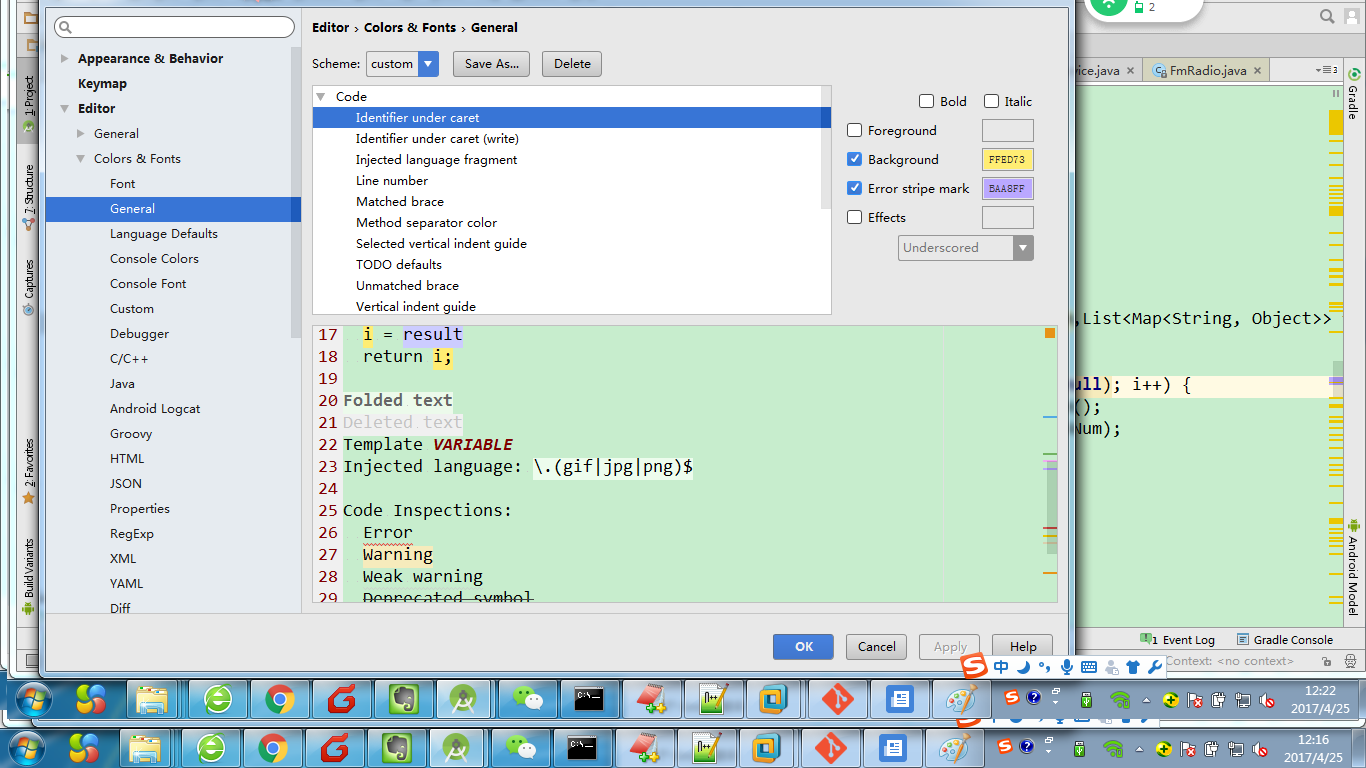 2
Editor › Colors & Fonts › General
Appearance & Behavior
Keymap
Editor
General
Colors & Fonts
Font
General
Language Defaults
Console Colors
Console Font
Custom
Debugger
C/C++
Java
Android Logcat
Groovy
HTML
JSON
Properties
RegExp
XML
YAML
Diff
Scheme: custom Save As... Delete
Code
Identifier under caret
Identifier under caret (write)
Injected language fragment
Line number
Matched brace
Method separator color
Selected vertical indent guide
TODO defaults
Unmatched brace
Vertical indent guide
Bold Italic
Foreground
Background FFED73
Error stripe mark BAA8FF
Effects
Underscored
17 i = result
18 return i;
19
20 Folded text
21 Deleted text
22 Template VARIABLE
23 Injected language: \.(gif|jpg|png)$
24
25 Code Inspections:
26 Error
27 Warning
28 Weak warning
29 Deprecated symbol
OK Cancel Apply Help
1: Project
7: Structure
Captures
2: Favorites
Build Variants
vice.java FmRadio.java
3
,List<Map<String, Object>>
ull); i++) {
();
Num);
Gradle
Android Model
1 Event Log Gradle Console
Context: <no context>
中
12:22
2017/4/25
12:16
2017/4/25